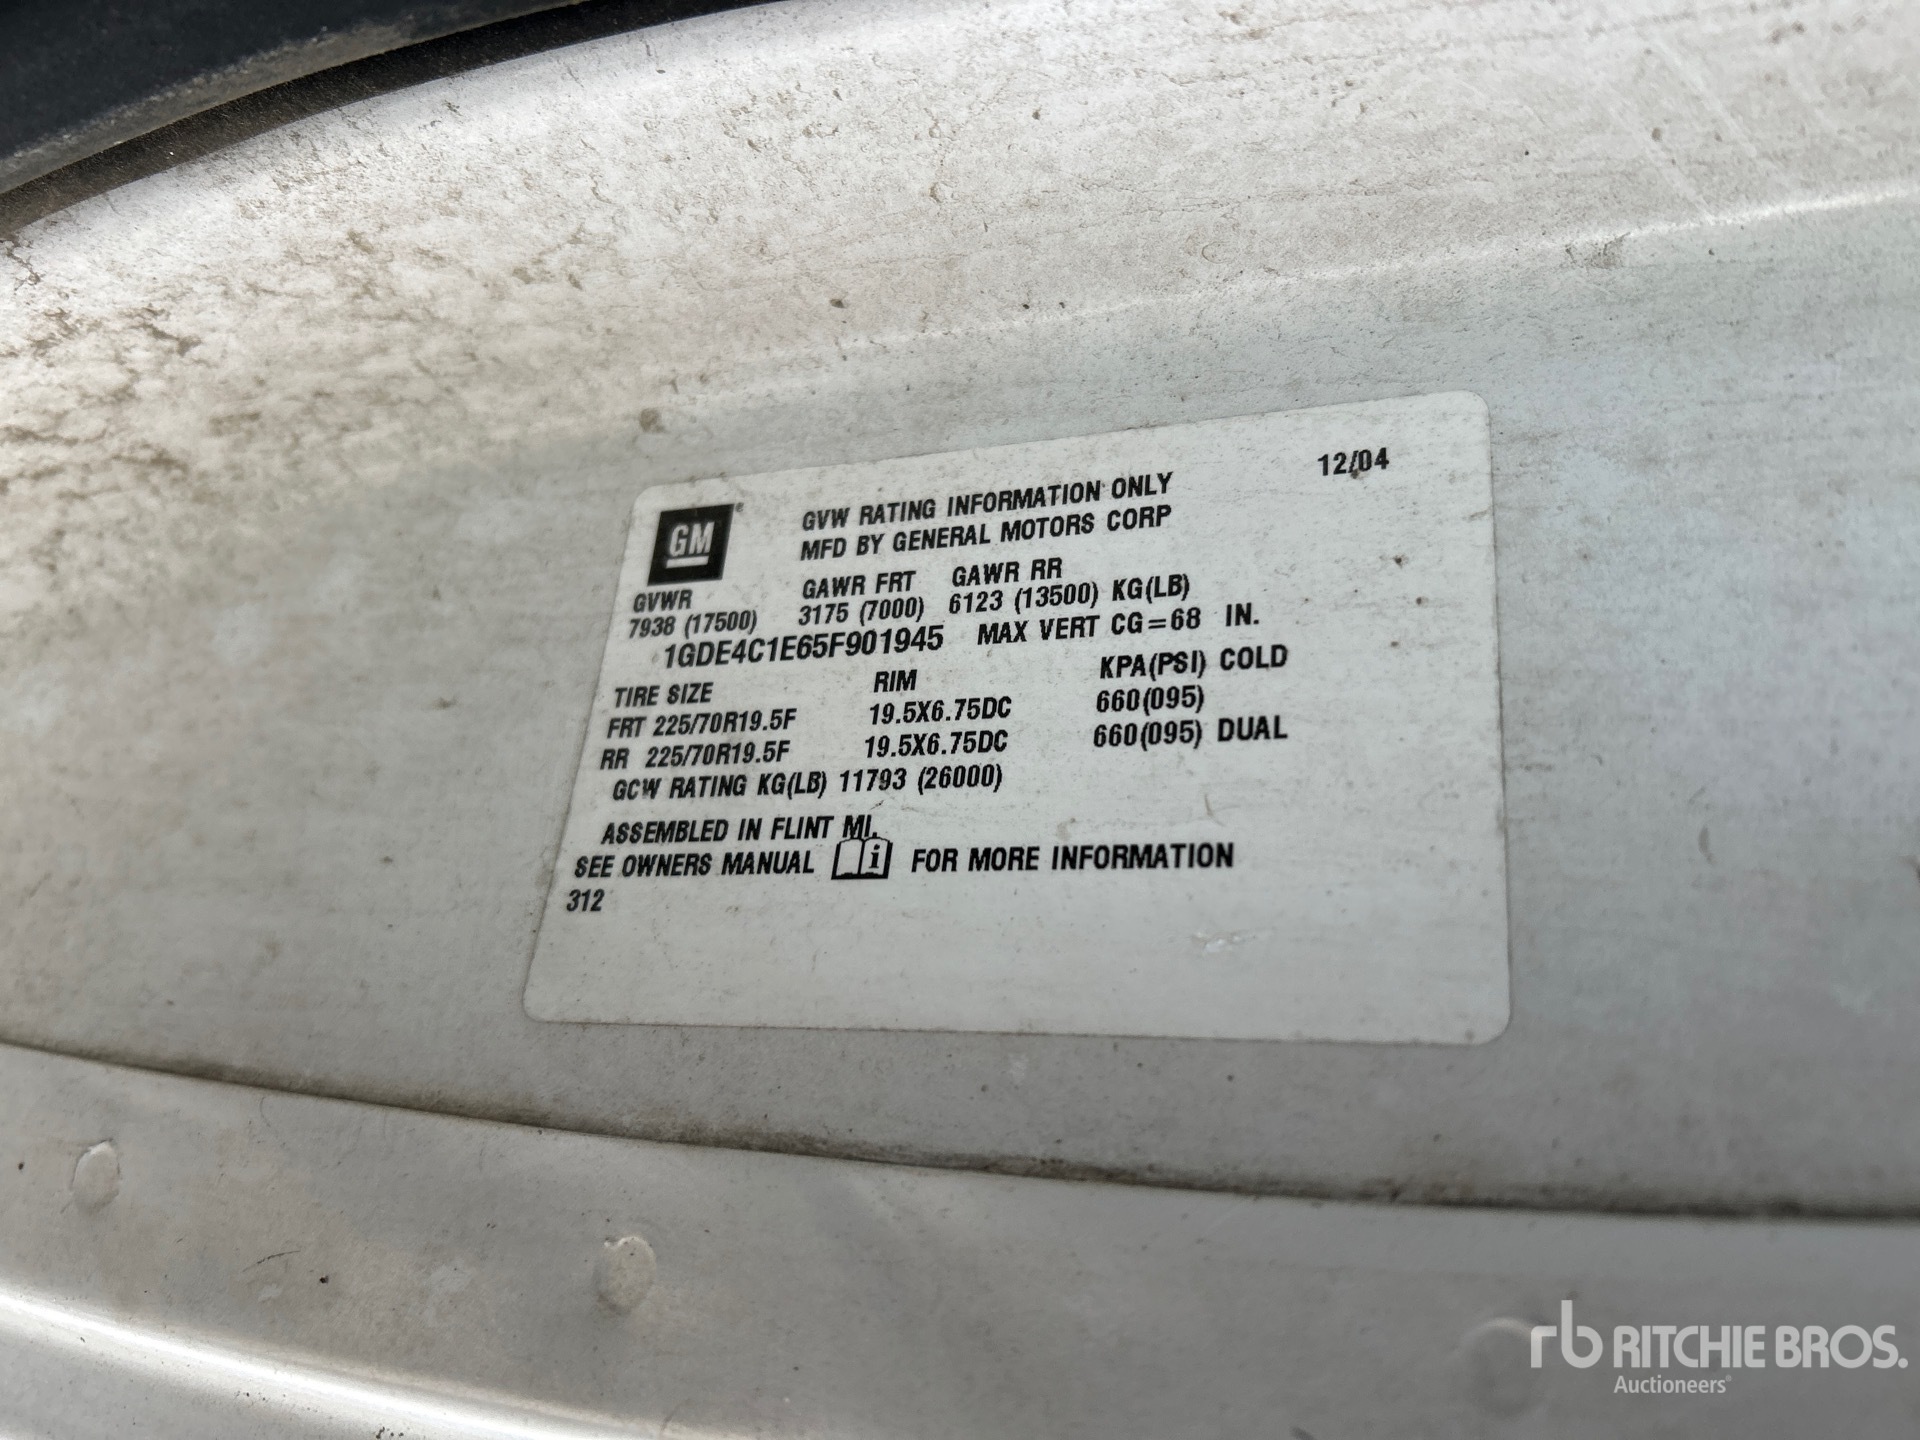 12/04
GM®
GVW RATING INFORMATION ONLY
MFD BY GENERAL MOTORS CORP
GVWR GAWR FRT GAWR RR
7938 (17500) 3175 (7000) 6123 (13500) KG(LB)
1GDE4C1E65F901945 MAX VERT CG=68 IN.
TIRE SIZE RIM KPA(PSI) COLD
FRT 225/70R19.5F 19.5X6.75DC 660(095)
RR 225/70R19.5F 19.5X6.75DC 660(095) DUAL
GCW RATING KG(LB) 11793 (26000)
ASSEMBLED IN FLINT MI.
SEE OWNERS MANUAL i FOR MORE INFORMATION
312
rb RITCHIE BROS.
Auctioneers®